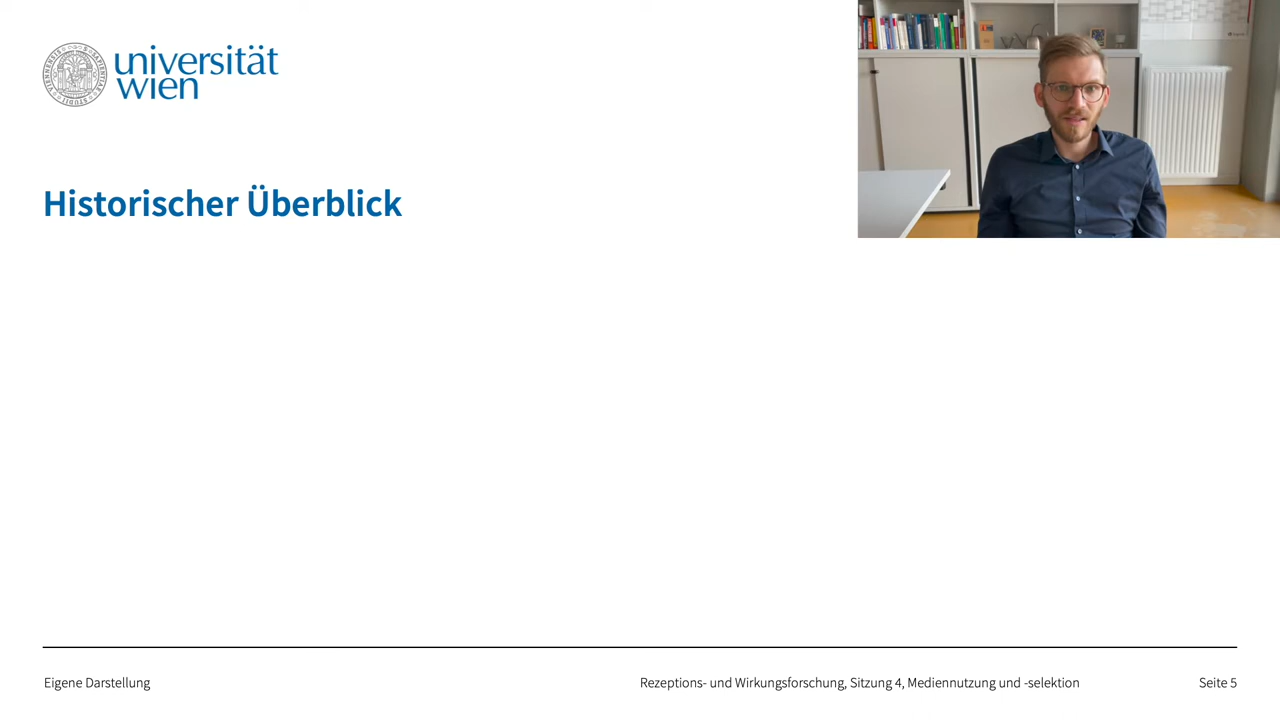 universität
wien
Historischer Überblick
Eigene Darstellung
Rezeptions- und Wirkungsforschung, Sitzung 4, Mediennutzung und -selektion
Seite 5